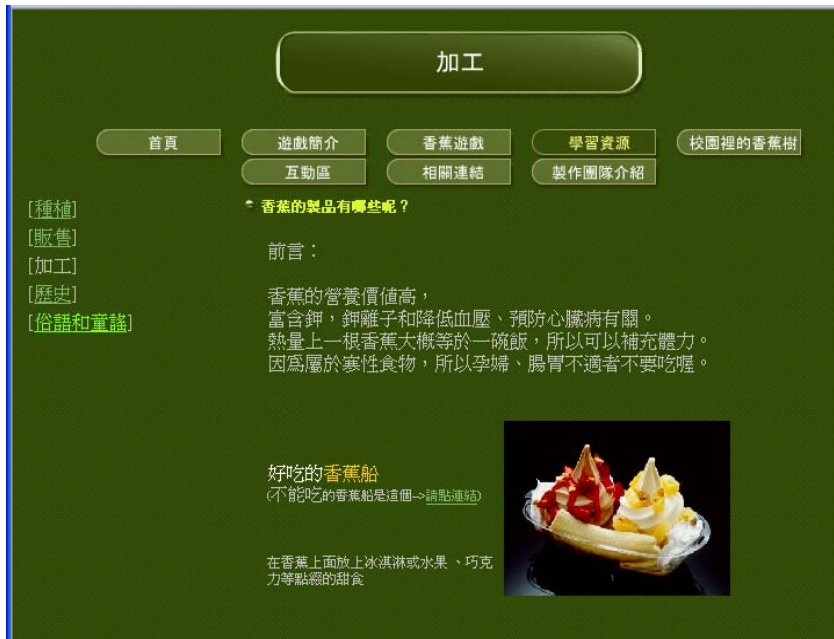 加工
首頁
遊戲簡介
香蕉遊戲
學習資源
校園裡的香蕉樹
互動區
相關連結
製作團隊介紹
[種植]
[販售]
[加工]
[歷史]
[俗語和童謠]
香蕉的製品有哪些呢？
前言：
香蕉的營養價值高，
富含鉀，鉀離子和降低血壓、預防心臟病有關。
熱量上一根香蕉大概等於一碗飯，所以可以補充體力。
因為屬於寒性食物，所以孕婦、腸胃不適者不要吃喔。
好吃的香蕉船
(不能吃的香蕉船是這個-->請點連結)
在香蕉上面放上冰淇淋或水果、巧克
力等點綴的甜食